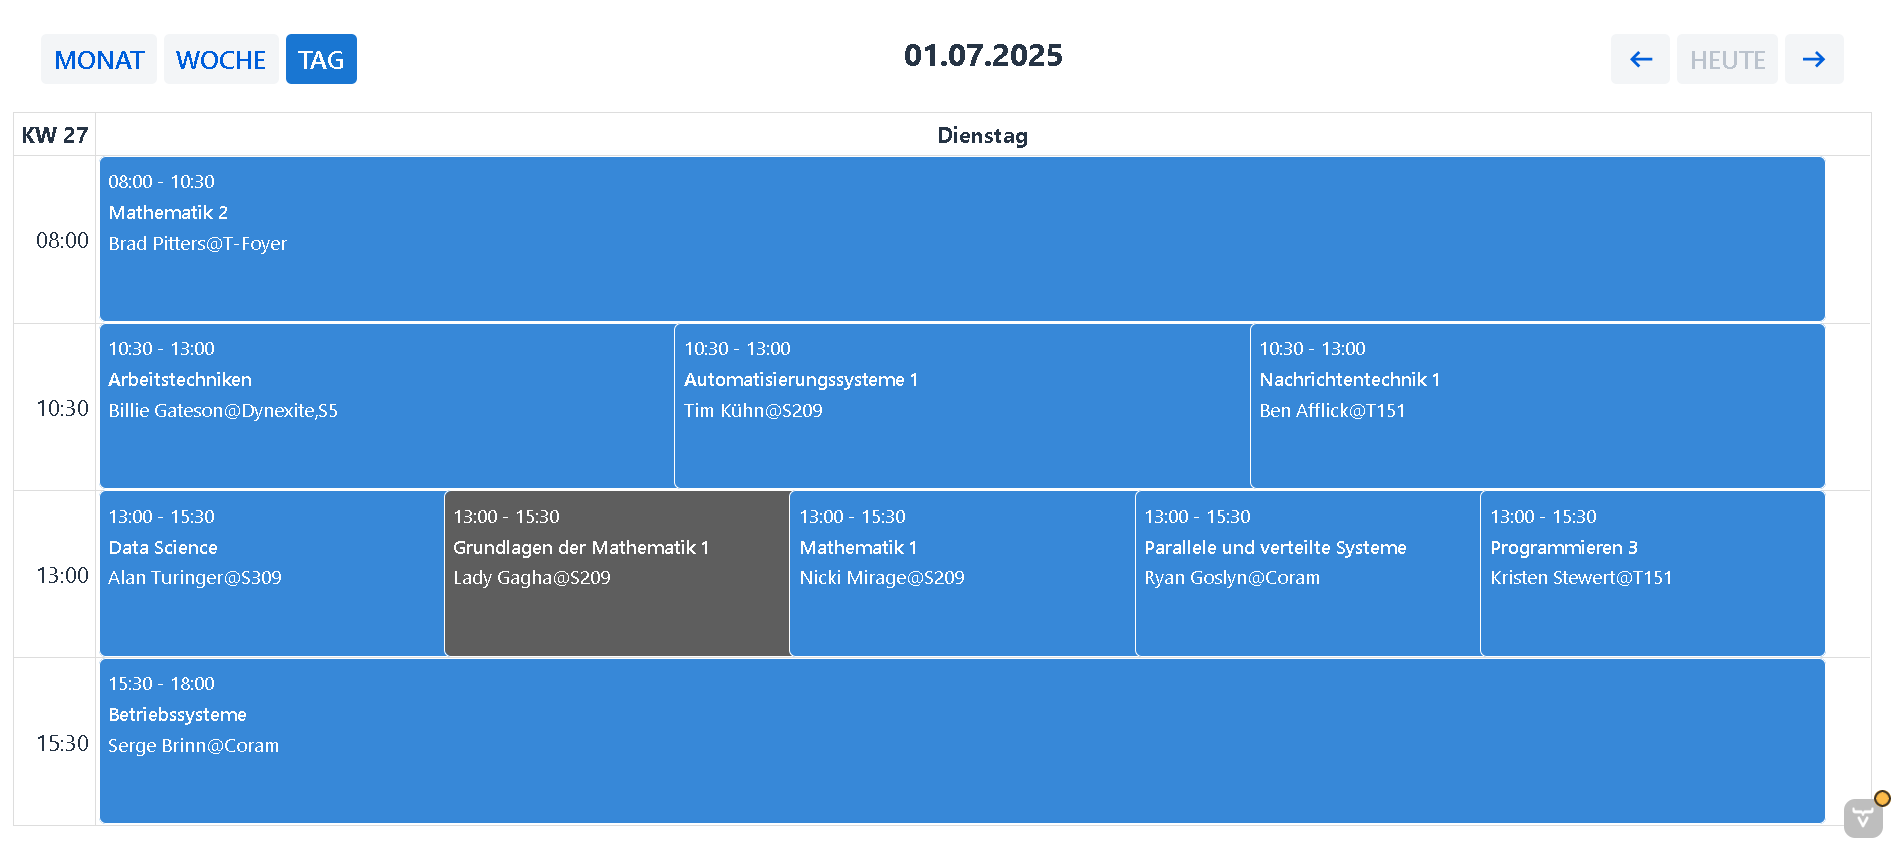 MONAT WOCHE TAG
01.07.2025
HEUTE
KW 27
Dienstag
08:00
08:00 - 10:30
Mathematik 2
Brad Pitters@T-Foyer
10:30
10:30 - 13:00
Arbeitstechniken
Billie Gateson@Dynexite,S5
10:30 - 13:00
Automatisierungssysteme 1
Tim Kühn@S209
10:30 - 13:00
Nachrichtentechnik 1
Ben Afflick@T151
13:00
13:00 - 15:30
Data Science
Alan Turinger@S309
13:00 - 15:30
Grundlagen der Mathematik 1
Lady Gagha@S209
13:00 - 15:30
Mathematik 1
Nicki Mirage@S209
13:00 - 15:30
Parallele und verteilte Systeme
Ryan Goslyn@Coram
13:00 - 15:30
Programmieren 3
Kristen Stewert@T151
15:30
15:30 - 18:00
Betriebssysteme
Serge Brinn@Coram